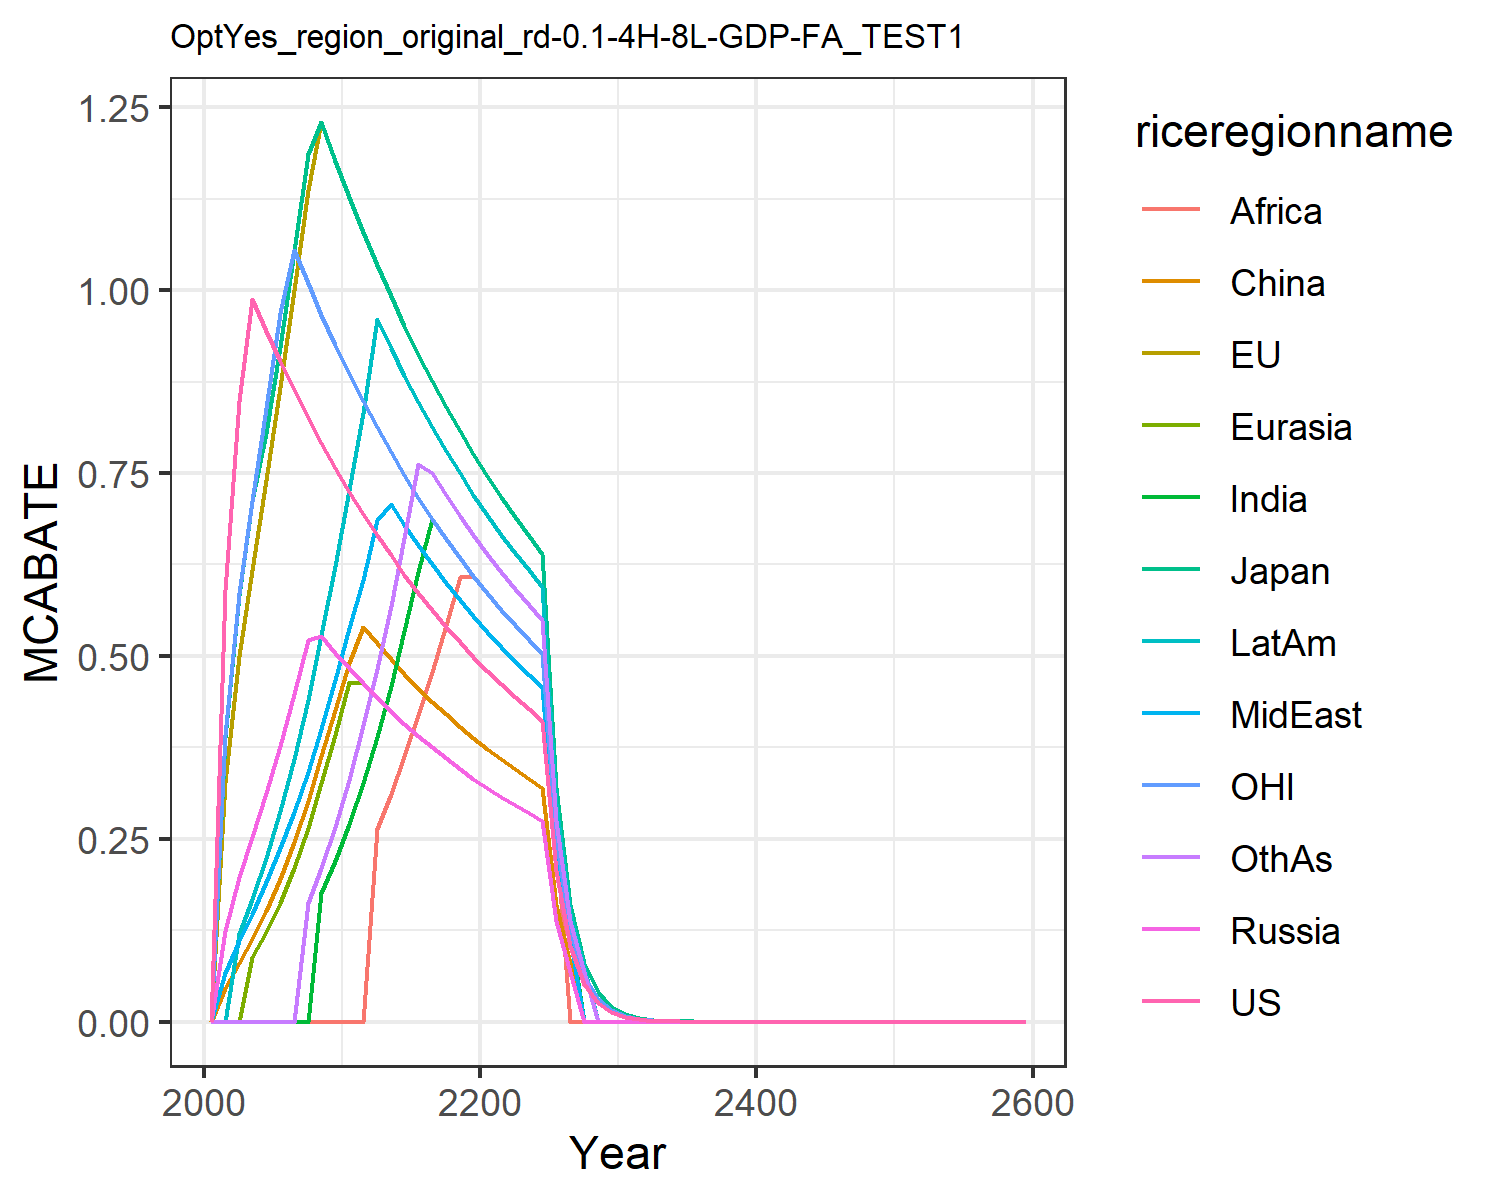 OptYes_region_original_rd-0.1-4H-8L-GDP-FA_TEST1
1.25
1.00
0.75
0.50
0.25
0.00
MCABATE
2000
2200
2400
2600
Year
riceregionname
Africa
China
EU
Eurasia
India
Japan
LatAm
MidEast
OHI
OthAs
Russia
US